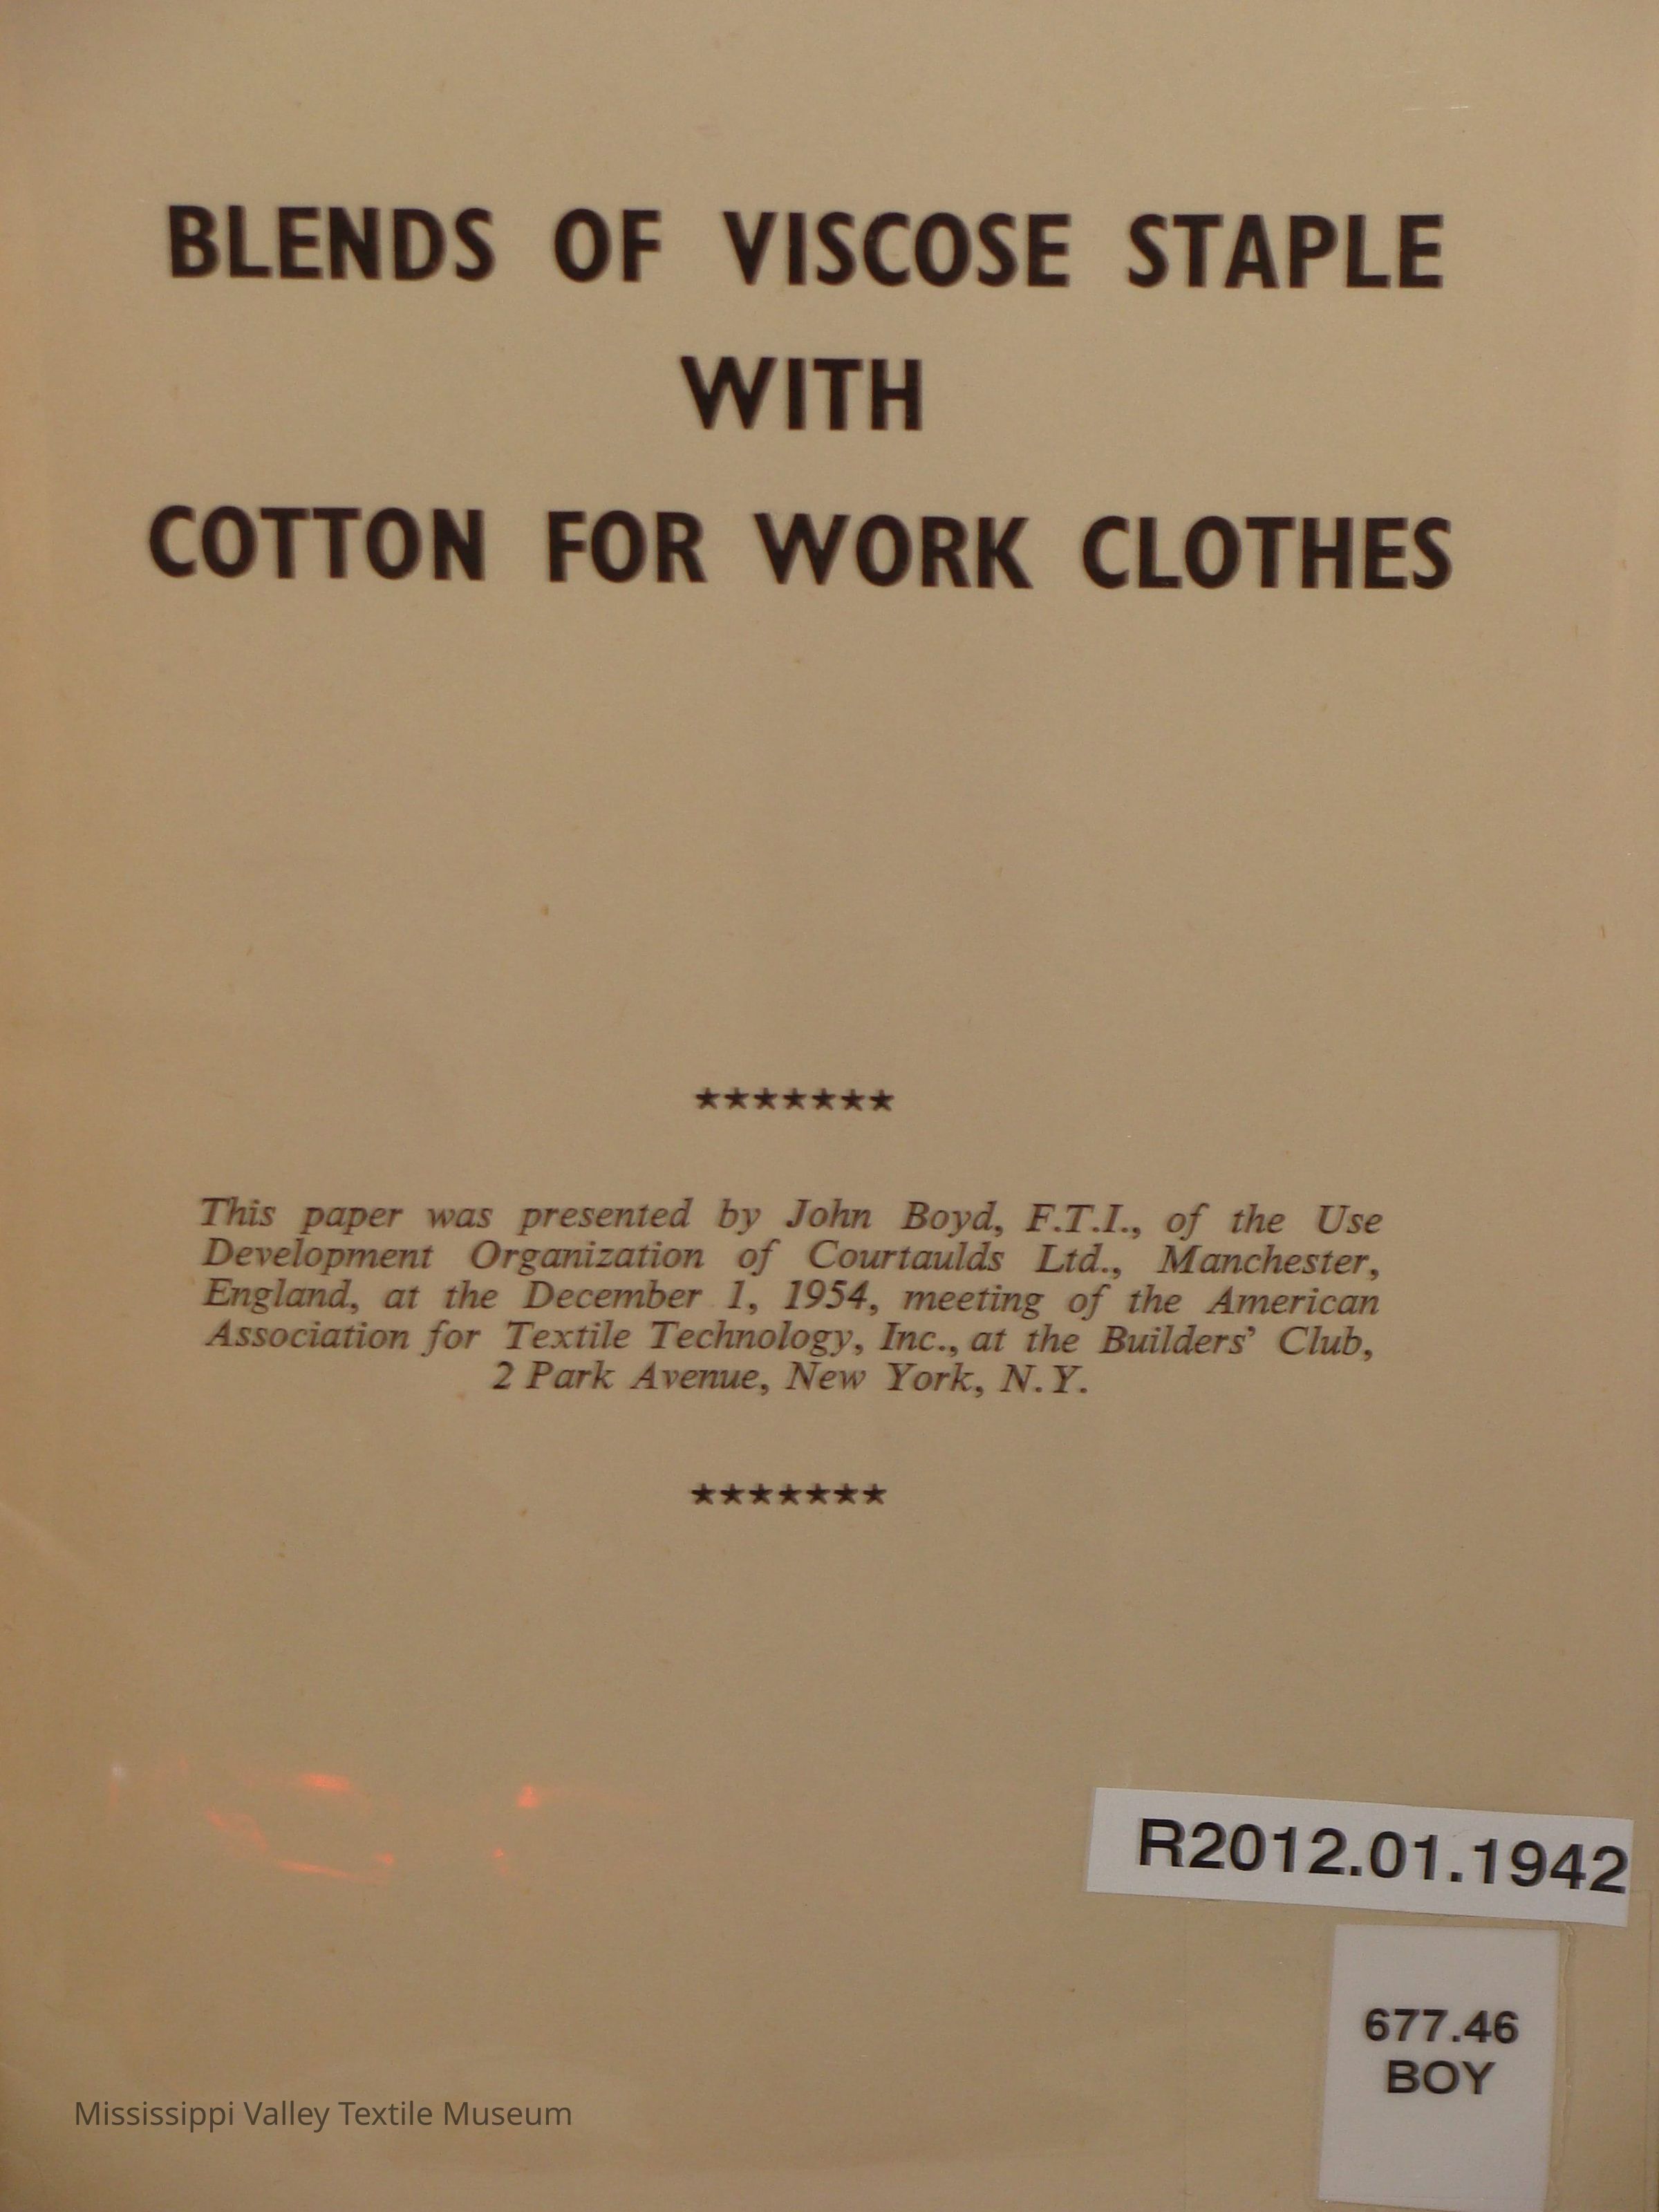 BLENDS OF VISCOSE STAPLE
WITH
COTTON FOR WORK CLOTHES
*******
This paper was presented by John Boyd, F.T.I., of the Use
Development Organization of Courtaulds Ltd., Manchester,
England, at the December 1, 1954, meeting of the American
Association for Textile Technology, Inc., at the Builders' Club,
2 Park Avenue, New York, N.Y.
*******
R2012.01.1942
677.46
BOY
Mississippi Valley Textile Museum